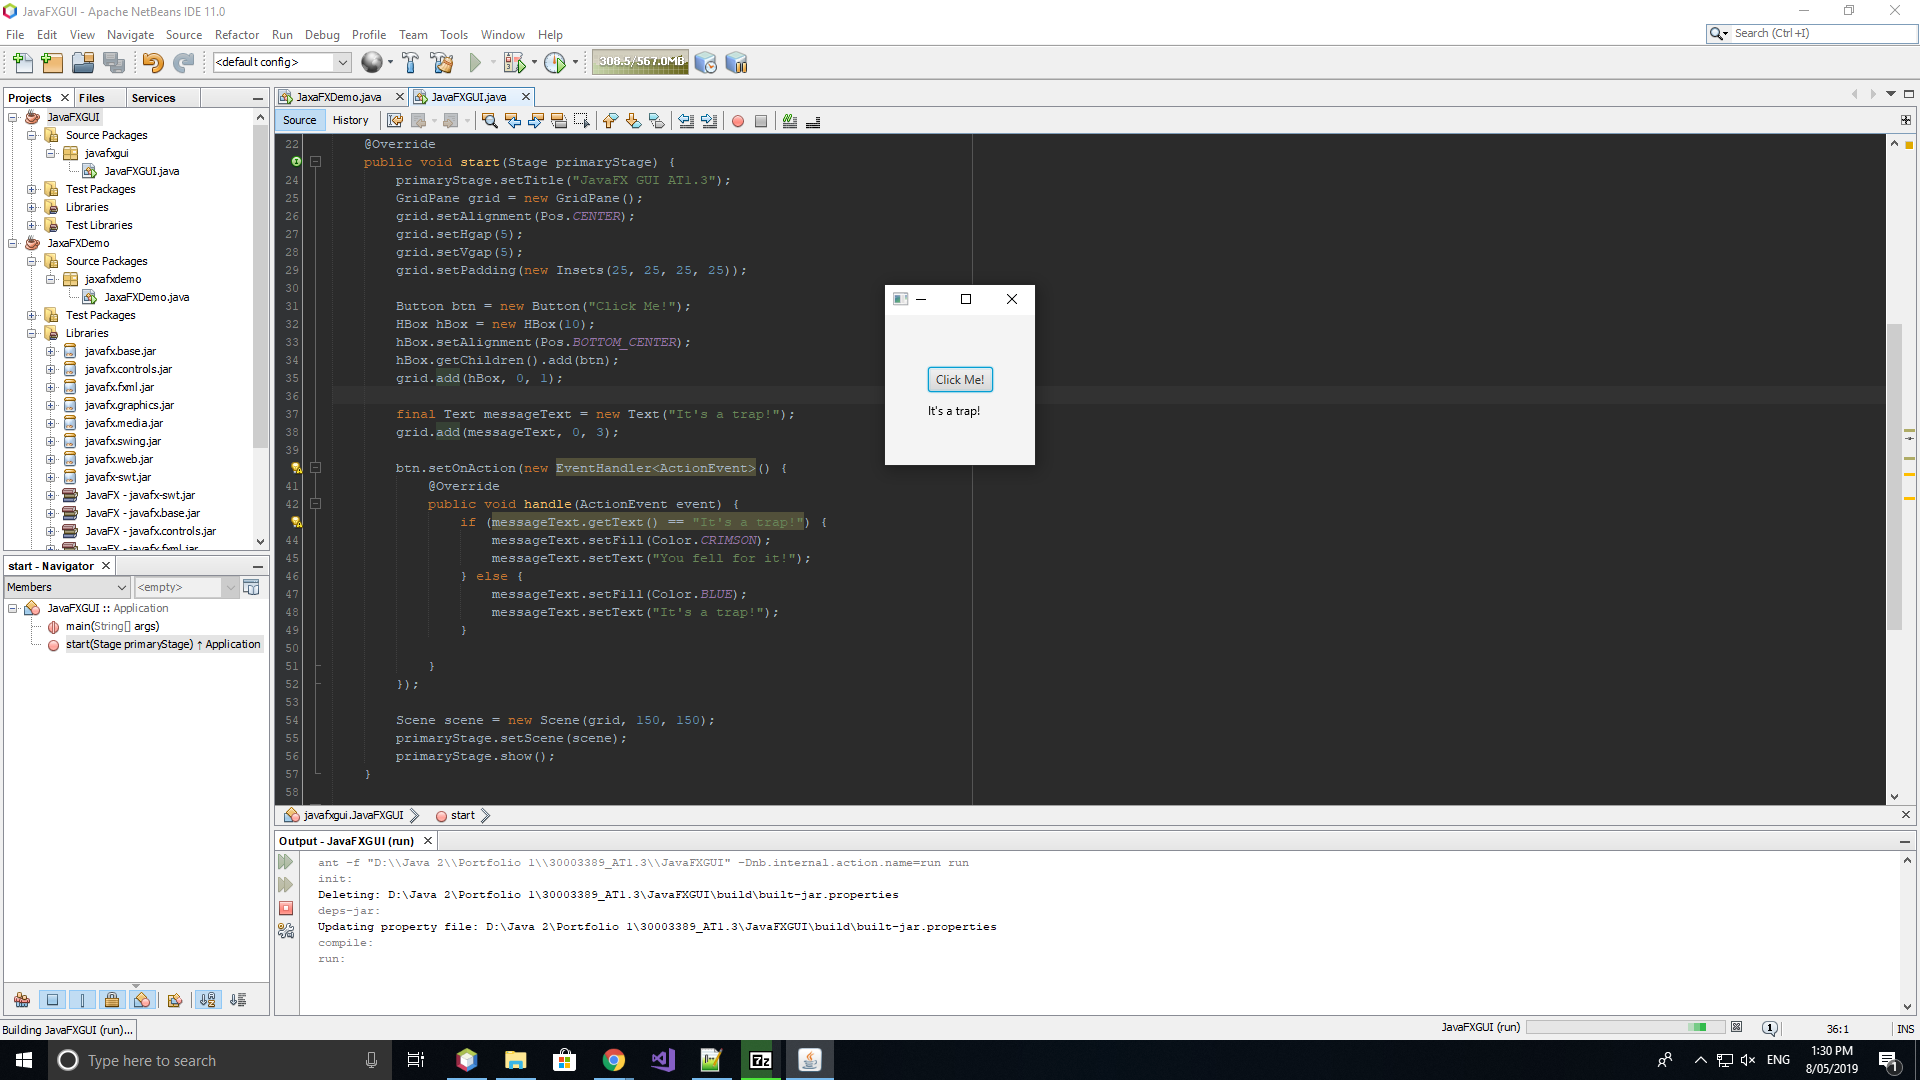 JavaFXGUI - Apache NetBeans IDE 11.0
File Edit View Navigate Source Refactor Run Debug Profile Team Tools Window Help
Search (Ctrl+I)
<default config>
308.5/567.0MB
Projects Files Services
JavaFXGUI
Source Packages
javafxgui
JavaFXGUI.java
Test Packages
Libraries
Test Libraries
JaxaFXDemo
Source Packages
jaxafxdemo
JaxaFXDemo.java
Test Packages
Libraries
javafx.base.jar
javafx.controls.jar
javafx.fxml.jar
javafx.graphics.jar
javafx.media.jar
javafx.swing.jar
javafx.web.jar
javafx-swt.jar
JavaFX - javafx-swt.jar
JavaFX - javafx.base.jar
JavaFX - javafx.controls.jar
JavaFX - javafx.fxml.jar
start - Navigator
Members <empty>
JavaFXGUI :: Application
main(String[] args)
start(Stage primaryStage) ↑ Application
JaxaFXDemo.java JavaFXGUI.java
Source History
22 @Override
public void start(Stage primaryStage) {
24 primaryStage.setTitle("JavaFX GUI AT1.3");
25 GridPane grid = new GridPane();
26 grid.setAlignment(Pos.CENTER);
27 grid.setHgap(5);
28 grid.setVgap(5);
29 grid.setPadding(new Insets(25, 25, 25, 25));
30
31 Button btn = new Button("Click Me!");
32 HBox hBox = new HBox(10);
33 hBox.setAlignment(Pos.BOTTOM_CENTER);
34 hBox.getChildren().add(btn);
35 grid.add(hBox, 0, 1);
36
37 final Text messageText = new Text("It's a trap!");
38 grid.add(messageText, 0, 3);
39
btn.setOnAction(new EventHandler<ActionEvent>() {
41 @Override
42 public void handle(ActionEvent event) {
if (messageText.getText() == "It's a trap!") {
44 messageText.setFill(Color.CRIMSON);
45 messageText.setText("You fell for it!");
46 } else {
47 messageText.setFill(Color.BLUE);
48 messageText.setText("It's a trap!");
49 }
50
51 }
52 });
53
54 Scene scene = new Scene(grid, 150, 150);
55 primaryStage.setScene(scene);
56 primaryStage.show();
57 }
58
Click Me!
It's a trap!
javafxgui.JavaFXGUI start
Output - JavaFXGUI (run)
ant -f "D:\\Java 2\\Portfolio 1\\30003389_AT1.3\\JavaFXGUI" -Dnb.internal.action.name=run run
init:
Deleting: D:\Java 2\Portfolio 1\30003389_AT1.3\JavaFXGUI\build\built-jar.properties
deps-jar:
Updating property file: D:\Java 2\Portfolio 1\30003389_AT1.3\JavaFXGUI\build\built-jar.properties
compile:
run:
Building JavaFXGUI (run)...
JavaFXGUI (run) 1 36:1 INS
Type here to search
7z
ENG
1:30 PM
8/05/2019
1